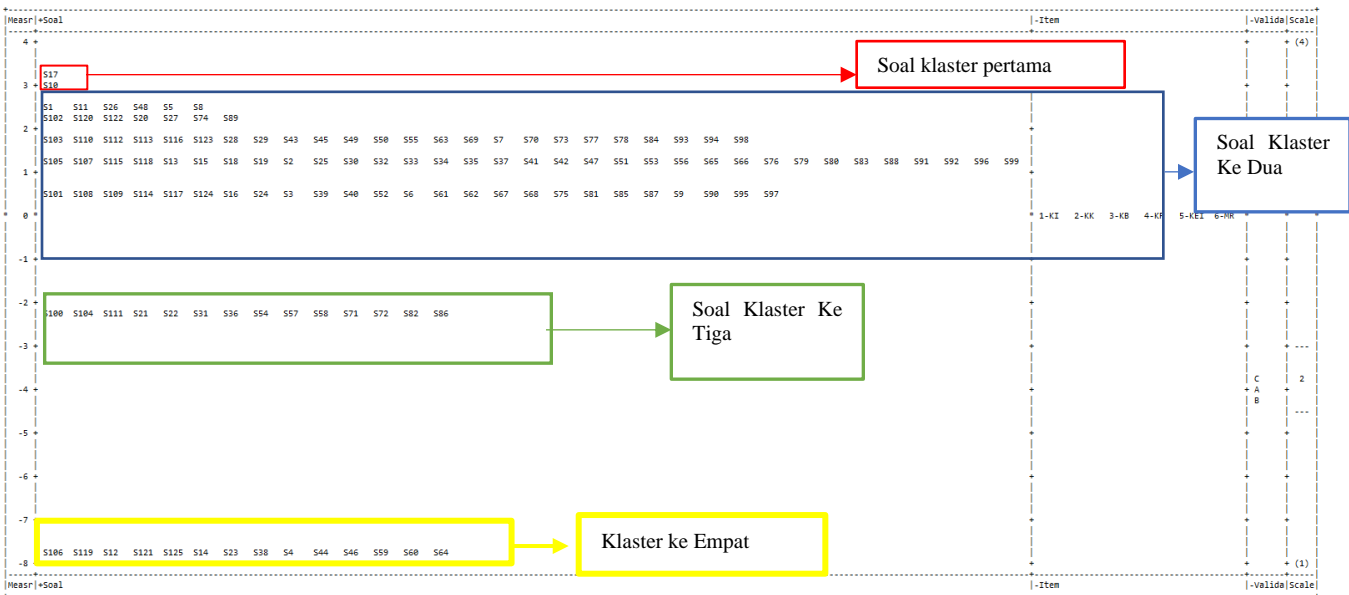 |Measr|+Soal |-Item |-Valida|Scale|
4 + + + (4)
S17
Soal klaster pertama
3 + S10
S1 S11 S26 S48 S5 S8
S102 S120 S122 S20 S27 S74 S89
2 +
S103 S110 S112 S113 S116 S123 S28 S29 S43 S45 S49 S50 S55 S63 S69 S7 S70 S73 S77 S78 S84 S93 S94 S98
Soal Klaster
Ke Dua
S105 S107 S115 S118 S13 S15 S18 S19 S2 S25 S30 S32 S33 S34 S35 S37 S41 S42 S47 S51 S53 S56 S65 S66 S76 S79 S80 S83 S88 S91 S92 S96 S99
1 +
S101 S108 S109 S114 S117 S124 S16 S24 S3 S39 S40 S52 S6 S61 S62 S67 S68 S75 S81 S85 S87 S9 S90 S95 S97
* 0 * * 1-KI 2-KK 3-KB 4-KP 5-KEI 6-MR *
-1 +
-2 +
S100 S104 S111 S21 S22 S31 S36 S54 S57 S58 S71 S72 S82 S86
Soal Klaster Ke
Tiga
-3 + + + ---
C
-4 + + A + 2
B
---
-5 +
-6 +
-7 +
Klaster ke Empat
S106 S119 S12 S121 S125 S14 S23 S38 S4 S44 S46 S59 S60 S64
-8 + + + (1)
|Measr|+Soal |-Item |-Valida|Scale|